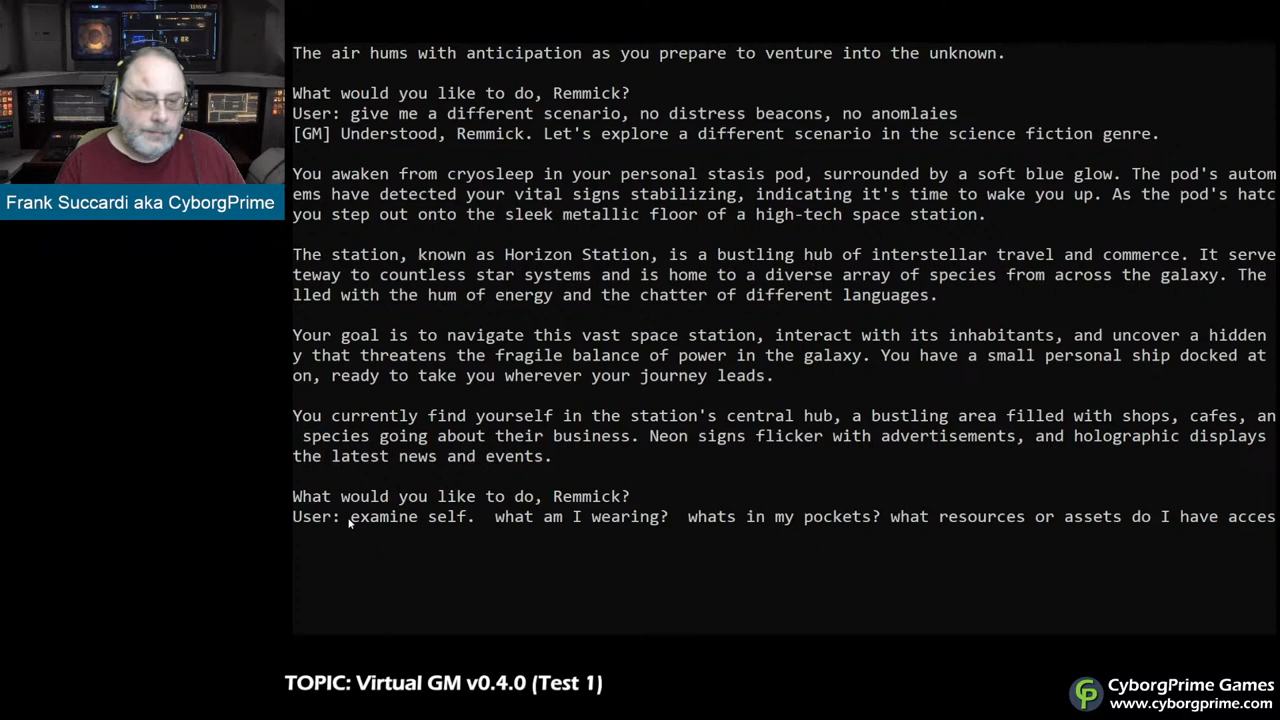 The air hums with anticipation as you prepare to venture into the unknown.
What would you like to do, Remmick?
User: give me a different scenario, no distress beacons, no anomlaies
[GM] Understood, Remmick. Let's explore a different scenario in the science fiction genre.
You awaken from cryosleep in your personal stasis pod, surrounded by a soft blue glow. The pod's autom
ems have detected your vital signs stabilizing, indicating it's time to wake you up. As the pod's hatc
you step out onto the sleek metallic floor of a high-tech space station.
The station, known as Horizon Station, is a bustling hub of interstellar travel and commerce. It serve
teway to countless star systems and is home to a diverse array of species from across the galaxy. The
lled with the hum of energy and the chatter of different languages.
Your goal is to navigate this vast space station, interact with its inhabitants, and uncover a hidden
y that threatens the fragile balance of power in the galaxy. You have a small personal ship docked at
on, ready to take you wherever your journey leads.
You currently find yourself in the station's central hub, a bustling area filled with shops, cafes, an
species going about their business. Neon signs flicker with advertisements, and holographic displays
the latest news and events.
What would you like to do, Remmick?
User: examine self.  what am I wearing?  whats in my pockets? what resources or assets do I have acces
Frank Succardi aka CyborgPrime
TOPIC: Virtual GM v0.4.0 (Test 1)
CyborgPrime Games
www.cyborgprime.com